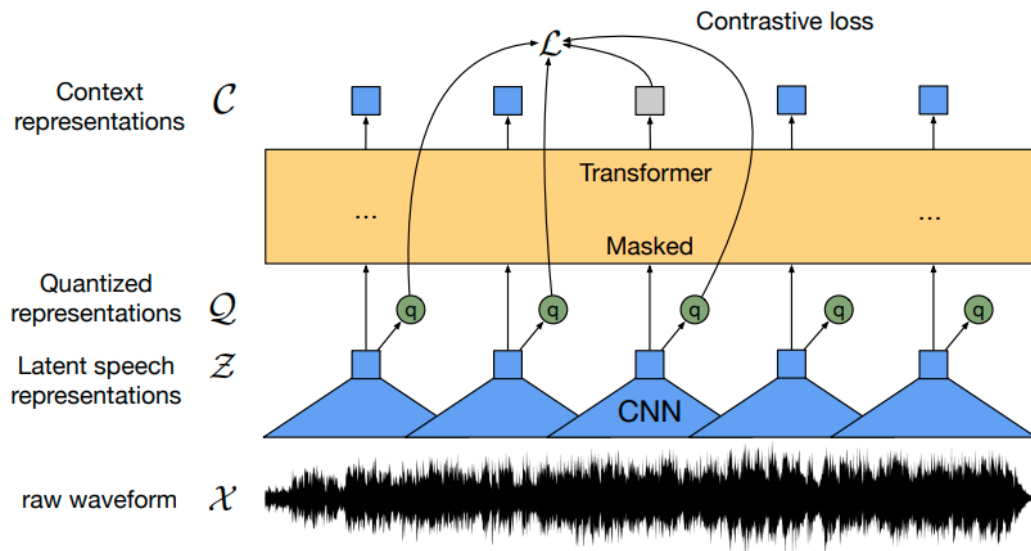 Contrastive loss
ℒ
Context
representations
𝒞
Transformer
...
...
Masked
Quantized
representations
𝒬
q
q
q
q
q
Latent speech
representations
𝒵
CNN
raw waveform
𝒳